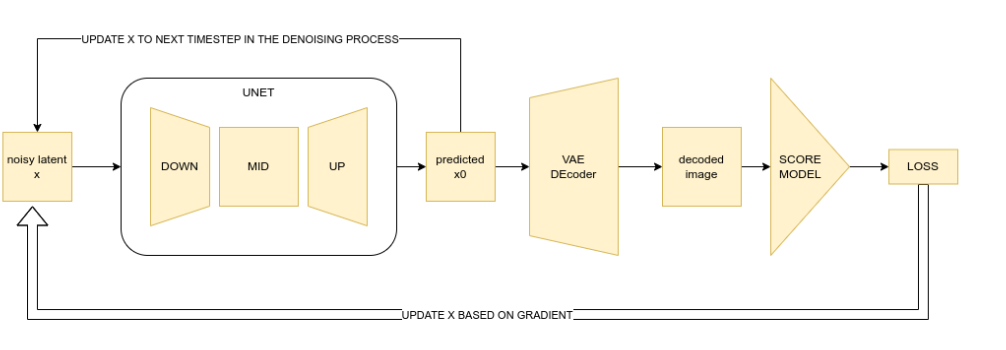 UPDATE X TO NEXT TIMESTEP IN THE DENOISING PROCESS
UNET
noisy latent
x
DOWN
MID
UP
predicted
x0
VAE
DEcoder
decoded
image
SCORE
MODEL
LOSS
UPDATE X BASED ON GRADIENT